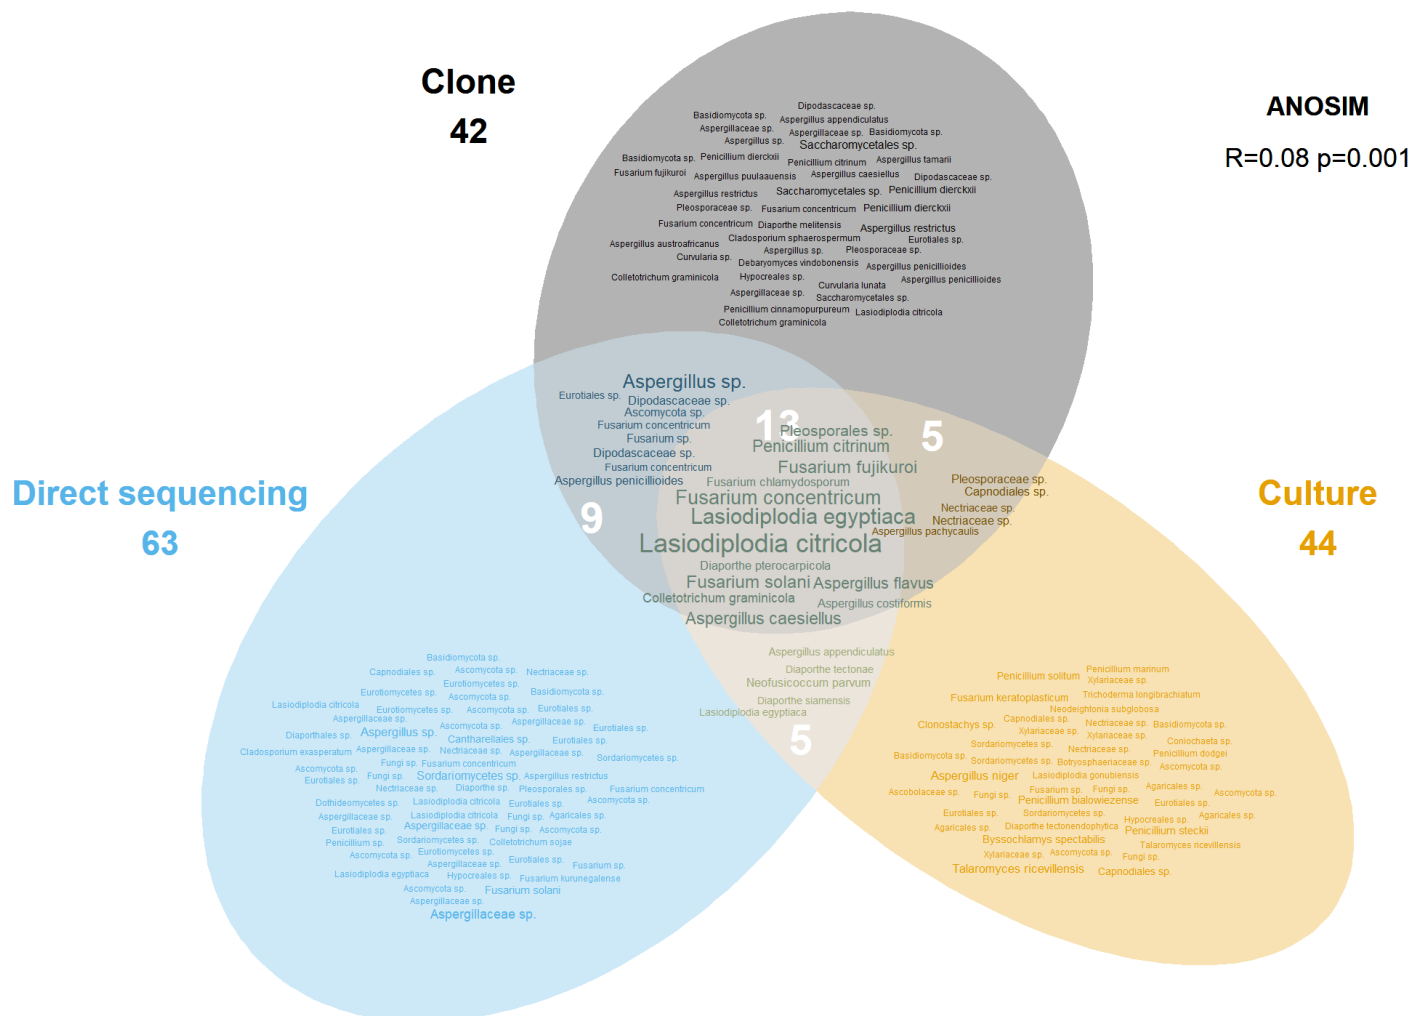 Clone
42
ANOSIM
R=0.08 p=0.001
Dipodascaceae sp.
Basidiomycota sp.
Aspergillus appendiculatus
Aspergillaceae sp.
Aspergillaceae sp.
Basidiomycota sp.
Aspergillus sp.
Saccharomycetales sp.
Basidiomycota sp.
Penicillium dierckxii
Penicillium citrinum
Aspergillus tamarii
Fusarium fujikuroi
Aspergillus puulaauensis
Aspergillus caesiellus
Dipodascaceae sp.
Aspergillus restrictus
Saccharomycetales sp.
Penicillium dierckxii
Pleosporaceae sp.
Fusarium concentricum
Penicillium dierckxii
Fusarium concentricum
Diaporthe melitensis
Aspergillus restrictus
Aspergillus austroafricanus
Cladosporium sphaerospermum
Eurotiales sp.
Aspergillus sp.
Pleosporaceae sp.
Curvularia sp.
Debaryomyces vindobonensis
Aspergillus penicillioides
Colletotrichum graminicola
Hypocreales sp.
Aspergillus penicillioides
Curvularia lunata
Aspergillaceae sp.
Saccharomycetales sp.
Penicillium cinnamopurpureum
Lasiodiplodia citricola
Colletotrichum graminicola
Aspergillus sp.
Eurotiales sp.
Dipodascaceae sp.
Ascomycota sp.
Fusarium concentricum
Fusarium sp.
Dipodascaceae sp.
Fusarium concentricum
Aspergillus penicillioides
9
13
Pleosporales sp.
Penicillium citrinum
Fusarium fujikuroi
Fusarium chlamydosporum
Fusarium concentricum
Lasiodiplodia egyptiaca
Lasiodiplodia citricola
Diaporthe pterocarpicola
Fusarium solani
Aspergillus flavus
Colletotrichum graminicola
Aspergillus costiformis
Aspergillus caesiellus
5
Pleosporaceae sp.
Capnodiales sp.
Nectriaceae sp.
Nectriaceae sp.
Aspergillus pachycaulis
Direct sequencing
63
Culture
44
Aspergillus appendiculatus
Diaporthe tectonae
Neofusicoccum parvum
Diaporthe siamensis
Lasiodiplodia egyptiaca
5
Basidiomycota sp.
Capnodiales sp.
Ascomycota sp.
Nectriaceae sp.
Eurotiomycetes sp.
Eurotiomycetes sp.
Ascomycota sp.
Basidiomycota sp.
Lasiodiplodia citricola
Eurotiomycetes sp.
Ascomycota sp.
Eurotiales sp.
Aspergillaceae sp.
Ascomycota sp.
Aspergillaceae sp.
Eurotiales sp.
Diaporthales sp.
Aspergillus sp.
Cantharellales sp.
Eurotiales sp.
Cladosporium exasperatum
Aspergillaceae sp.
Nectriaceae sp.
Aspergillaceae sp.
Sordariomycetes sp.
Fungi sp.
Fusarium concentricum
Ascomycota sp.
Fungi sp.
Sordariomycetes sp.
Aspergillus restrictus
Eurotiales sp.
Nectriaceae sp.
Diaporthe sp.
Pleosporales sp.
Fusarium concentricum
Dothideomycetes sp.
Lasiodiplodia citricola
Eurotiales sp.
Ascomycota sp.
Aspergillaceae sp.
Lasiodiplodia citricola
Fungi sp.
Agaricales sp.
Eurotiales sp.
Aspergillaceae sp.
Fungi sp.
Ascomycota sp.
Penicillium sp.
Sordariomycetes sp.
Colletotrichum sojae
Ascomycota sp.
Eurotiomycetes sp.
Aspergillaceae sp.
Eurotiales sp.
Fusarium sp.
Lasiodiplodia egyptiaca
Hypocreales sp.
Fusarium kurunegalense
Ascomycota sp.
Fusarium solani
Aspergillaceae sp.
Aspergillaceae sp.
Penicillium mannum
Penicillium solitum
Xylariaceae sp.
Fusarium keratoplasticum
Trichoderma longibrachiatum
Neodeightonia subglobosa
Clonostachys sp.
Capnodiales sp.
Nectriaceae sp.
Basidiomycota sp.
Xylariaceae sp.
Xylariaceae sp.
Sordariomycetes sp.
Nectriaceae sp.
Coniochaeta sp.
Basidiomycota sp.
Sordariomycetes sp.
Botryosphaeriaceae sp.
Penicillium dodgei
Ascomycota sp.
Aspergillus niger
Lasiodiplodia gonubiensis
Ascobolaceae sp.
Fungi sp.
Fusarium sp.
Fungi sp.
Agaricales sp.
Ascomycota sp.
Penicillium bialowiezense
Eurotiales sp.
Eurotiales sp.
Sordariomycetes sp.
Hypocreales sp.
Agaricales sp.
Agaricales sp.
Diaporthe tectonendophytica
Penicillium steckii
Byssochlamys spectabilis
Talaromyces ricevillensis
Xylariaceae sp.
Ascomycota sp.
Fungi sp.
Talaromyces ricevillensis
Capnodiales sp.